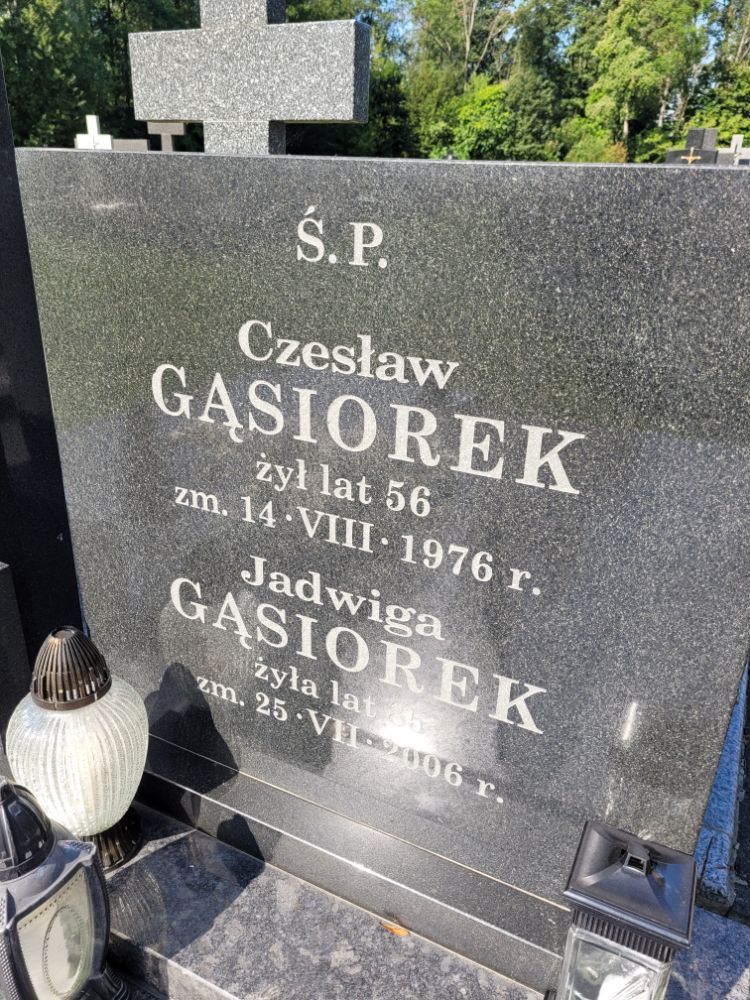 Ś.P.
Czesław
GĄSIOREK
żył lat 56
zm. 14·VIII·1976 r.
Jadwiga
GĄSIOREK
żyła lat
zm. 25·VII·2006 r.